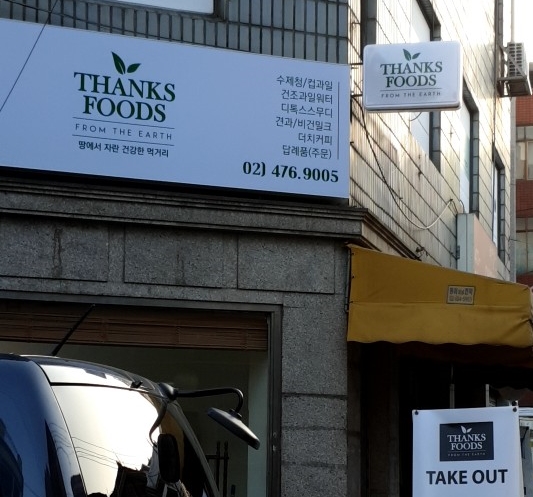 THANKS
FOODS
FROM THE EARTH
땅에서 자란 건강한 먹거리
수제청/컵과일
건조과일워터
디톡스스무디
견과/비건밀크
더치커피
답례품(주문)
02) 476.9005
THANKS
FOODS
FROM THE EARTH
THANKS
FOODS
FROM THE EARTH
TAKE OUT